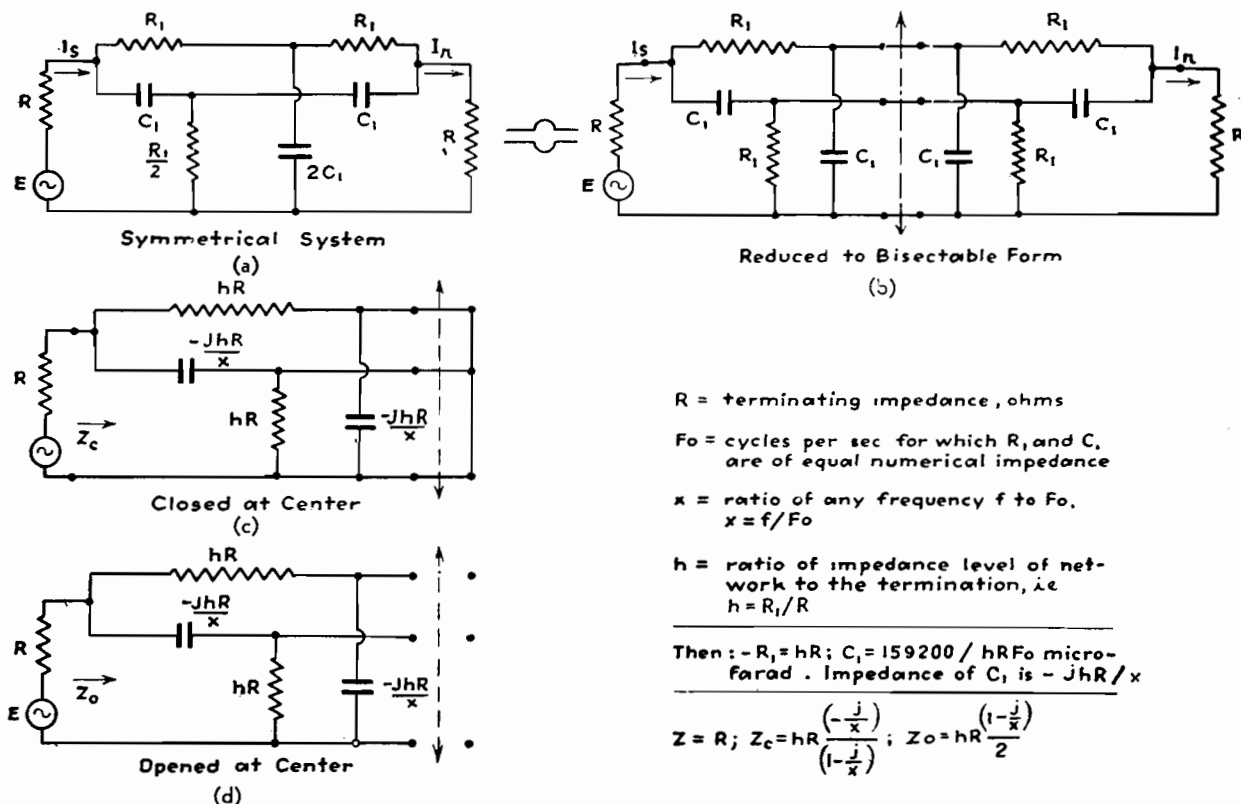 R₁ R₁
Iₛ Iₙ
R C₁ C₁ R
R₁/2 2C₁
E
Symmetrical System
(a)
R₁ R₁
Iₛ Iₙ
R C₁ C₁ R
R₁ C₁ C₁ R₁
E
Reduced to Bisectable Form
(b)
hR
-JhR/x
R
hR -JhR/x
Zc
Closed at Center
(c)
hR
-JhR/x
R
hR -JhR/x
Zo
E
Opened at Center
(d)
R = terminating impedance, ohms
Fo = cycles per sec for which R₁ and C,
are of equal numerical impedance
x = ratio of any frequency f to Fo.
x = f/Fo
h = ratio of impedance level of net-
work to the termination, ie
h = R₁/R
Then :- R₁ = hR; C₁ = 159200 / hRFo micro-
farad . Impedance of C₁ is - jhR/x
Z = R; Zc = hR (-j/x)/(1-j/x); Zo = hR (1-j/x)/2